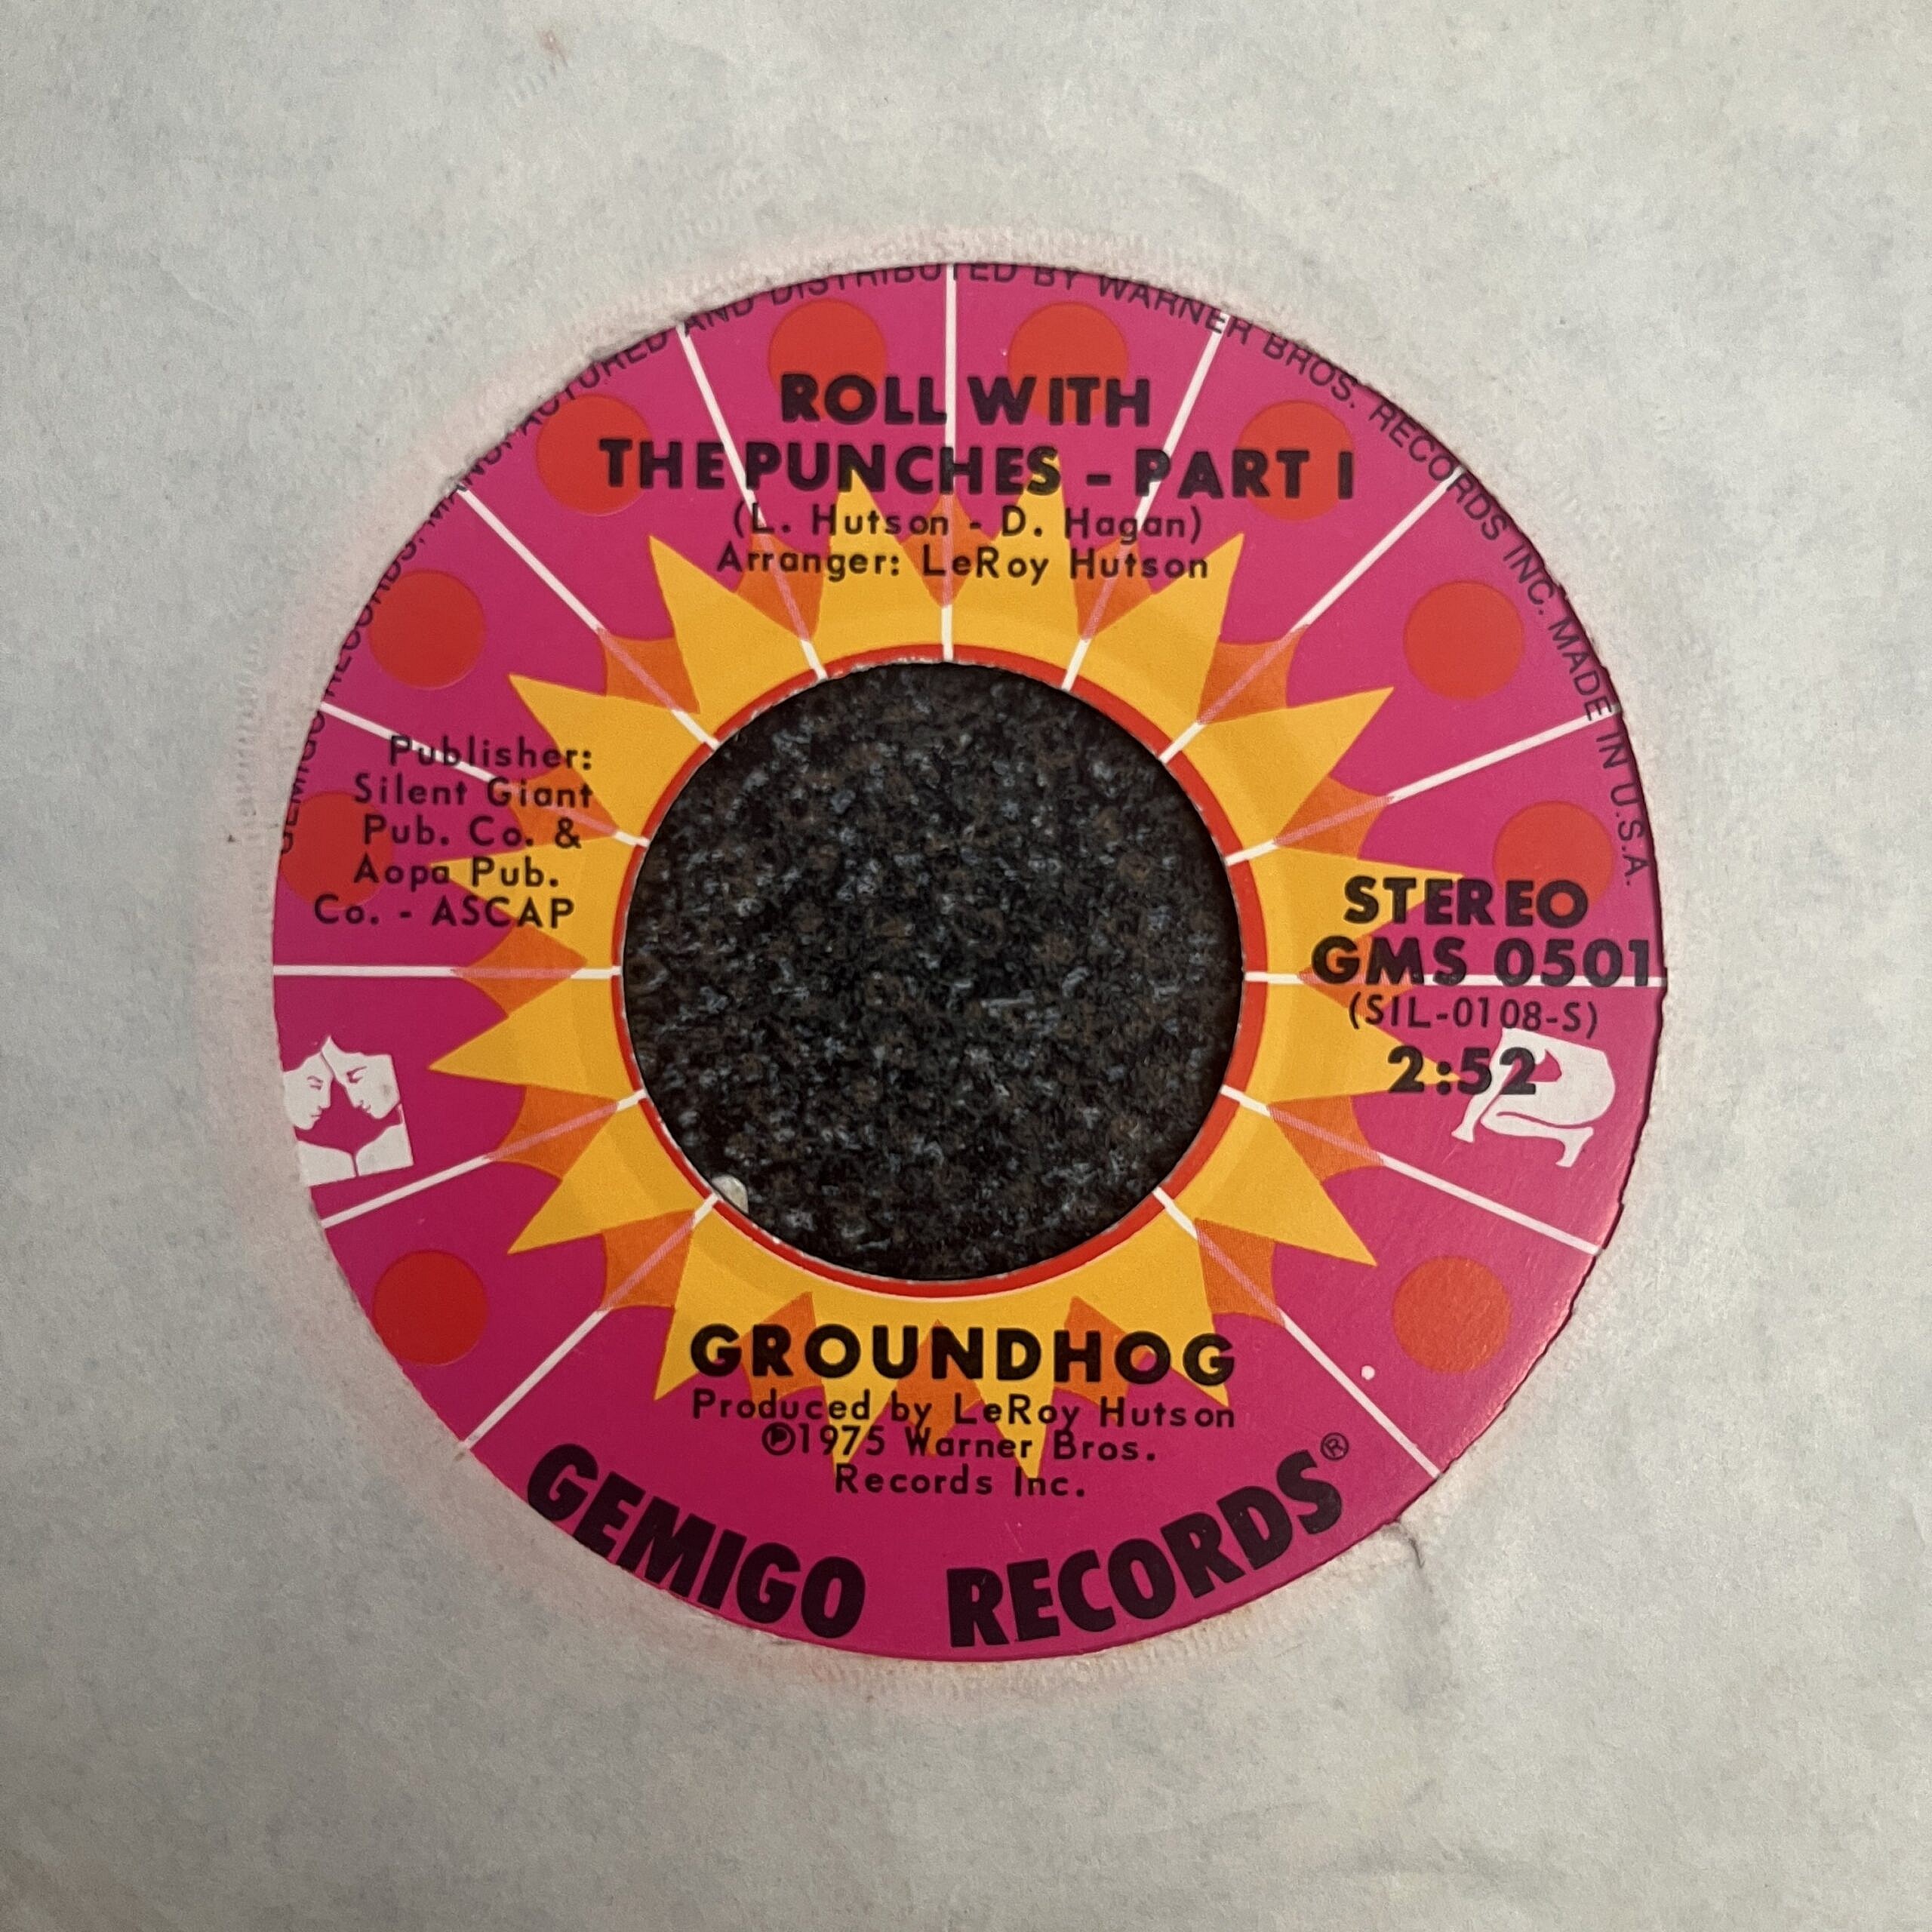 GEMIGO RECORDS, MANUFACTURED AND DISTRIBUTED BY WARNER BROS. RECORDS INC. MADE IN U.S.A.
ROLL WITH
THE PUNCHES - PART I
(L. Hutson - D. Hagan)
Arranger: LeRoy Hutson
Publisher:
Silent Giant
Pub. Co. &
Aopa Pub.
Co. - ASCAP
STEREO
GMS 0501
(SIL-0108-S)
2:52
GROUNDHOG
Produced by LeRoy Hutson
℗1975 Warner Bros.
Records Inc.
GEMIGO RECORDS®